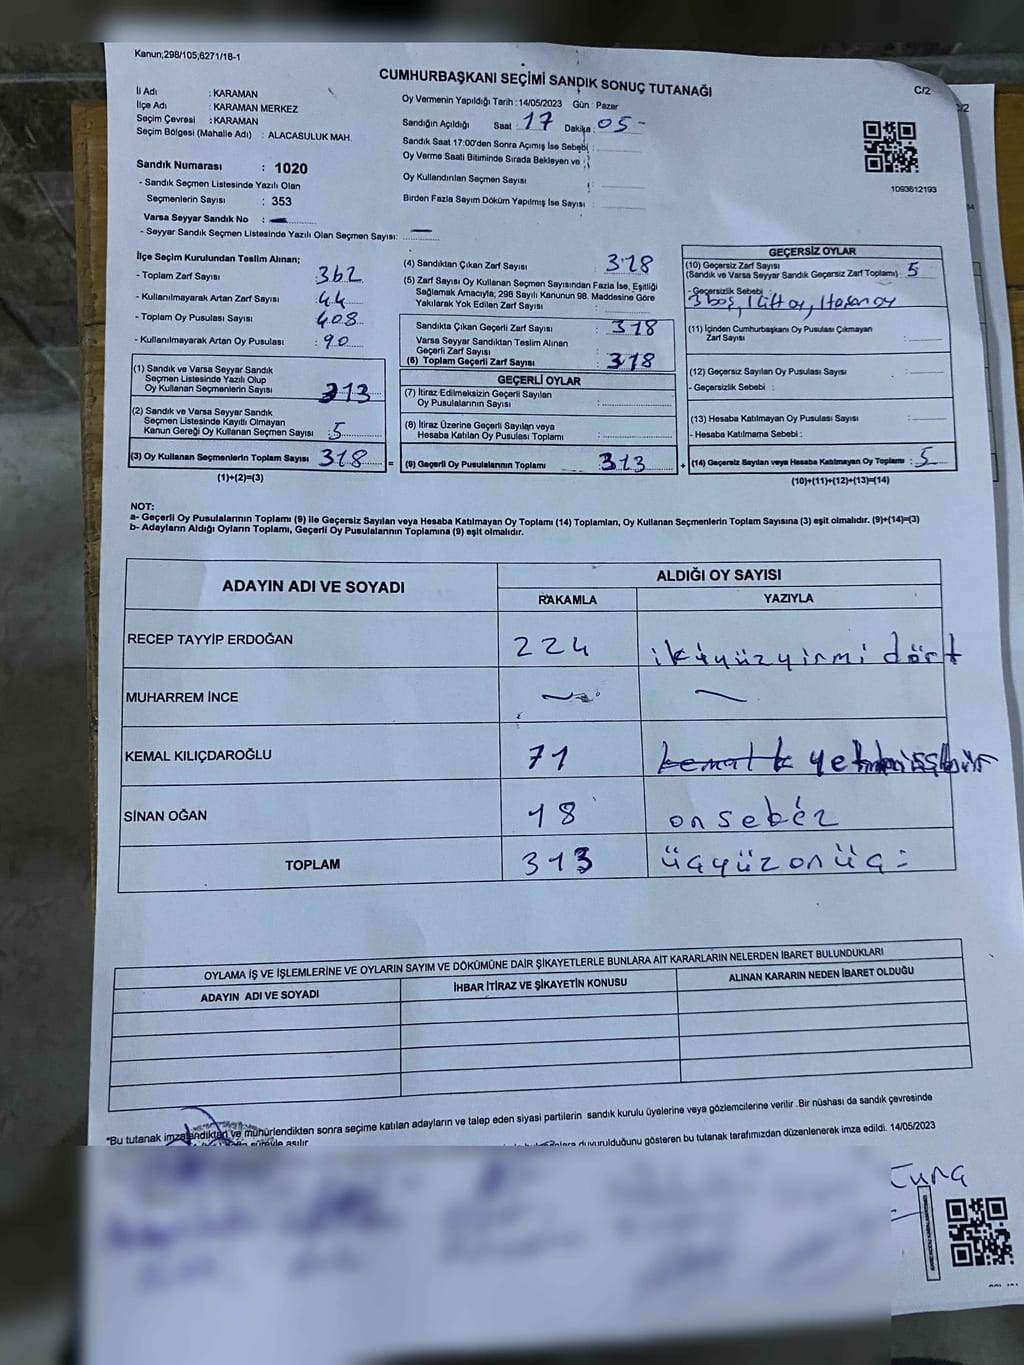 Kanun;298/105,6271/18-1
CUMHURBAŞKANI SEÇİMİ SANDIK SONUÇ TUTANAĞI
C/2
İl Adı : KARAMAN
İlçe Adı : KARAMAN MERKEZ
Seçim Çevresi : KARAMAN
Seçim Bölgesi (Mahalle Adı) : ALACASULUK MAH.
Sandık Numarası : 1020
- Sandık Seçmen Listesinde Yazılı Olan
Seçmenlerin Sayısı : 353
Varsa Seyyar Sandık No : -
- Seyyar Sandık Seçmen Listesinde Yazılı Olan Seçmen Sayısı: -
Oy Vermenin Yapıldığı Tarih : 14/05/2023 Gün : Pazar
Sandığın Açıldığı Saat : 17 Dakika : 05-
Sandık Saat 17:00'den Sonra Açımış İse Sebebi :
Oy Verme Saati Bitiminde Sırada Bekleyen ve :
Oy Kullandırılan Seçmen Sayısı :
Birden Fazla Sayım Döküm Yapılmış İse Sayısı :
1093612193
İlçe Seçim Kurulundan Teslim Alınan;
- Toplam Zarf Sayısı : 362
- Kullanılmayarak Artan Zarf Sayısı : 44
- Toplam Oy Pusulası Sayısı : 408
- Kullanılmayarak Artan Oy Pusulası : 90
(1) Sandık ve Varsa Seyyar Sandık
Seçmen Listesinde Yazılı Olup
Oy Kullanan Seçmenlerin Sayısı : 313
(2) Sandık ve Varsa Seyyar Sandık
Seçmen Listesinde Kayıtlı Olmayan
Kanun Gereği Oy Kullanan Seçmen Sayısı : 5
(3) Oy Kullanan Seçmenlerin Toplam Sayısı : 318
(1)+(2)=(3)
(4) Sandıktan Çıkan Zarf Sayısı : 318
(5) Zarf Sayısı Oy Kullanan Seçmen Sayısından Fazla İse, Eşitliği
Sağlamak Amacıyla; 298 Sayılı Kanunun 98. Maddesine Göre
Yakılarak Yok Edilen Zarf Sayısı :
Sandıkta Çıkan Geçerli Zarf Sayısı : 318
Varsa Seyyar Sandıktan Teslim Alınan
Geçerli Zarf Sayısı :
(6) Toplam Geçerli Zarf Sayısı : 318
GEÇERLİ OYLAR
(7) İtiraz Edilmeksizin Geçerli Sayılan
Oy Pusulalarının Sayısı :
(8) İtiraz Üzerine Geçerli Sayılan veya
Hesaba Katılan Oy Pusulası Toplamı :
= (9) Geçerli Oy Pusulalarının Toplamı : 313
GEÇERSİZ OYLAR
(10) Geçersiz Zarf Sayısı
(Sandık ve Varsa Seyyar Sandık Geçersiz Zarf Toplamı) : 5
- Geçersizlik Sebebi :
3 boş, 1 çift oy, 1 tasan oy
(11) İçinden Cumhurbaşkanı Oy Pusulası Çıkmayan
Zarf Sayısı :
(12) Geçersiz Sayılan Oy Pusulası Sayısı :
- Geçersizlik Sebebi :
(13) Hesaba Katılmayan Oy Pusulası Sayısı :
- Hesaba Katılmama Sebebi :
+ (14) Geçersiz Sayılan veya Hesaba Katılmayan Oy Toplamı : 5
(10)+(11)+(12)+(13)=(14)
NOT:
a- Geçerli Oy Pusulalarının Toplamı (9) ile Geçersiz Sayılan veya Hesaba Katılmayan Oy Toplamı (14) Toplamları, Oy Kullanan Seçmenlerin Toplam Sayısına (3) eşit olmalıdır. (9)+(14)=(3)
b- Adayların Aldığı Oyların Toplamı, Geçerli Oy Pusulalarının Toplamına (9) eşit olmalıdır.
ADAYIN ADI VE SOYADI ALDIĞI OY SAYISI
RAKAMLA YAZIYLA
RECEP TAYYİP ERDOĞAN 224 ikiyüzyirmi dört
MUHARREM İNCE - -
KEMAL KILIÇDAROĞLU 71 kemal k yetmişbir
SİNAN OĞAN 18 on sekiz
TOPLAM 313 üçyüz onüç:
OYLAMA İŞ VE İŞLEMLERİNE VE OYLARIN SAYIM VE DÖKÜMÜNE DAİR ŞİKAYETLERLE BUNLARA AİT KARARLARIN NELERDEN İBARET BULUNDUKLARI
ADAYIN ADI VE SOYADI İHBAR İTİRAZ VE ŞİKAYETİN KONUSU ALINAN KARARIN NEDEN İBARET OLDUĞU
*Bu tutanak imzalandıktan ve mühürlendikten sonra seçime katılan adayların ve talep eden siyasi partilerin sandık kurulu üyelerine veya gözlemcilerine verilir .Bir nüshası da sandık çevresinde
asılır
duyurulduğunu gösteren bu tutanak tarafımızdan düzenlenerek imza edildi. 14/05/2023